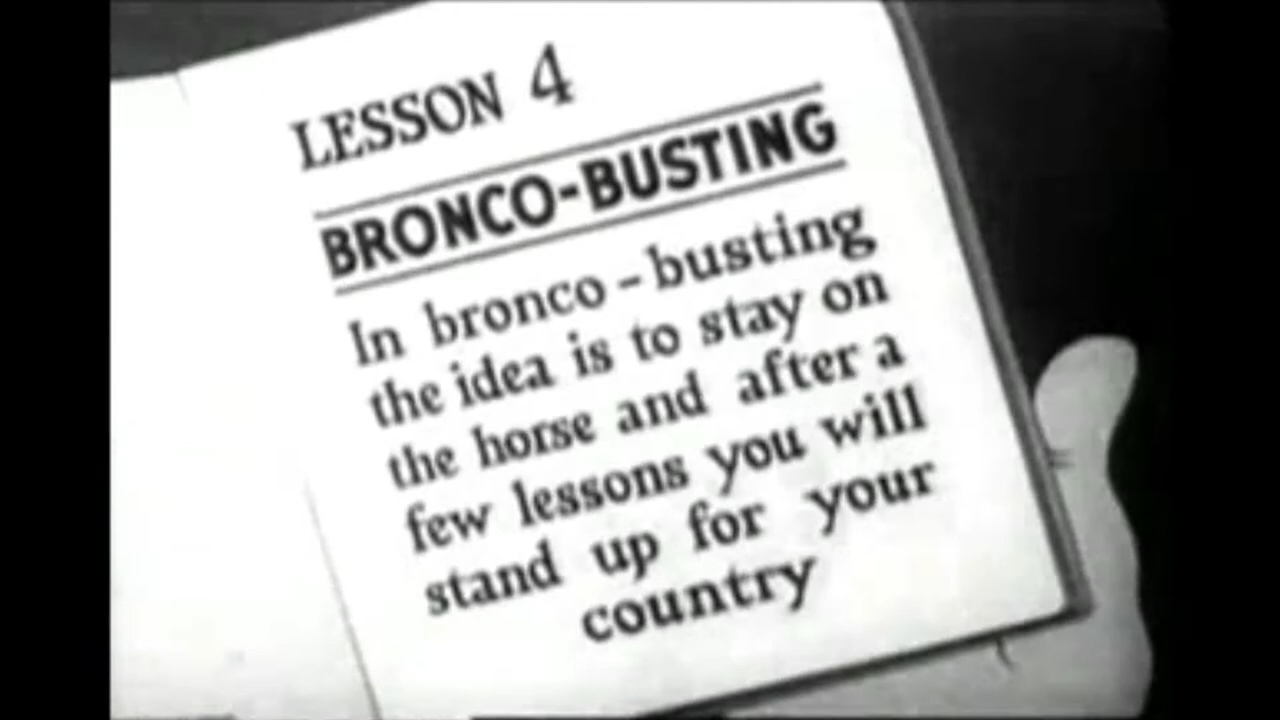 LESSON 4
BRONCO-BUSTING
In bronco-busting
the idea is to stay on
the horse and after a
few lessons you will
stand up for your
country